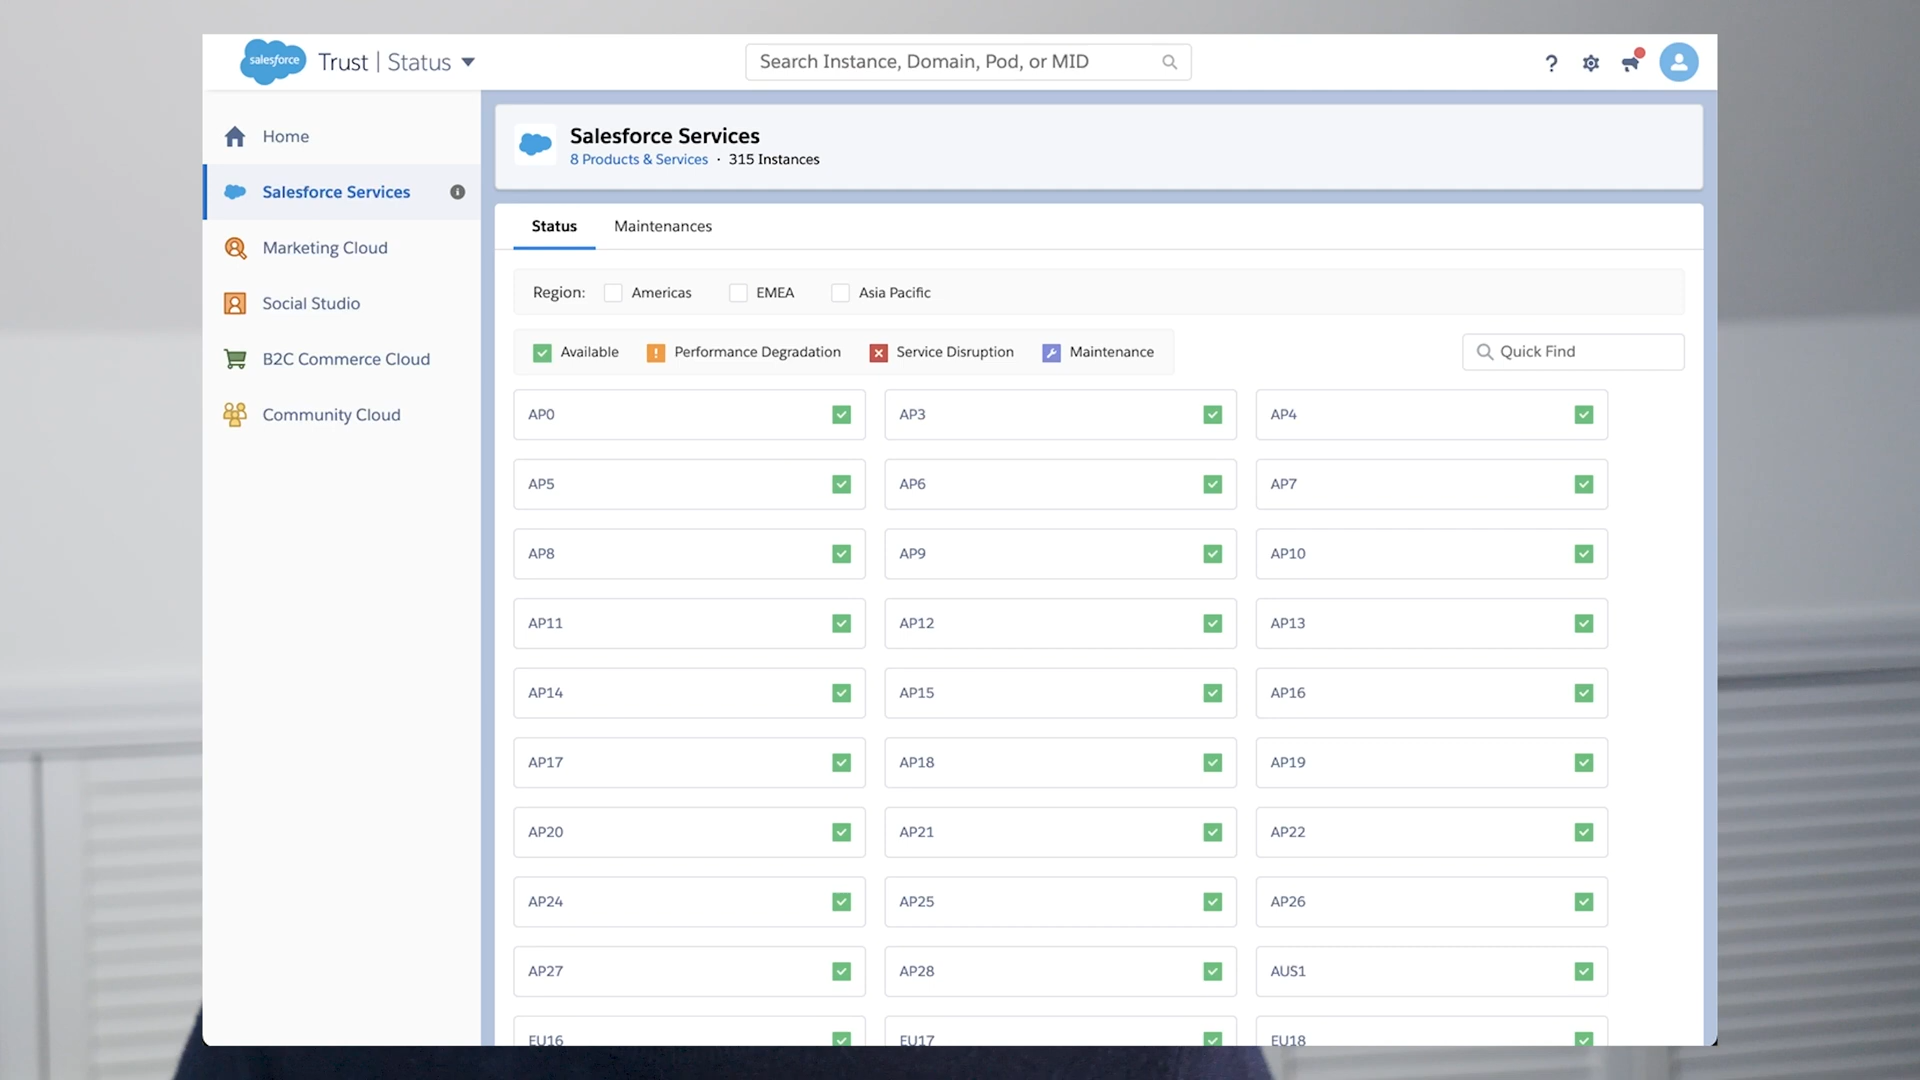 salesforce Trust | Status
Search Instance, Domain, Pod, or MID
?
Home
Salesforce Services
Marketing Cloud
Social Studio
B2C Commerce Cloud
Community Cloud
Salesforce Services
8 Products & Services · 315 Instances
Status Maintenances
Region: Americas EMEA Asia Pacific
Available Performance Degradation Service Disruption Maintenance
Quick Find
AP0 AP3 AP4
AP5 AP6 AP7
AP8 AP9 AP10
AP11 AP12 AP13
AP14 AP15 AP16
AP17 AP18 AP19
AP20 AP21 AP22
AP24 AP25 AP26
AP27 AP28 AUS1
EU16 EU17 EU18